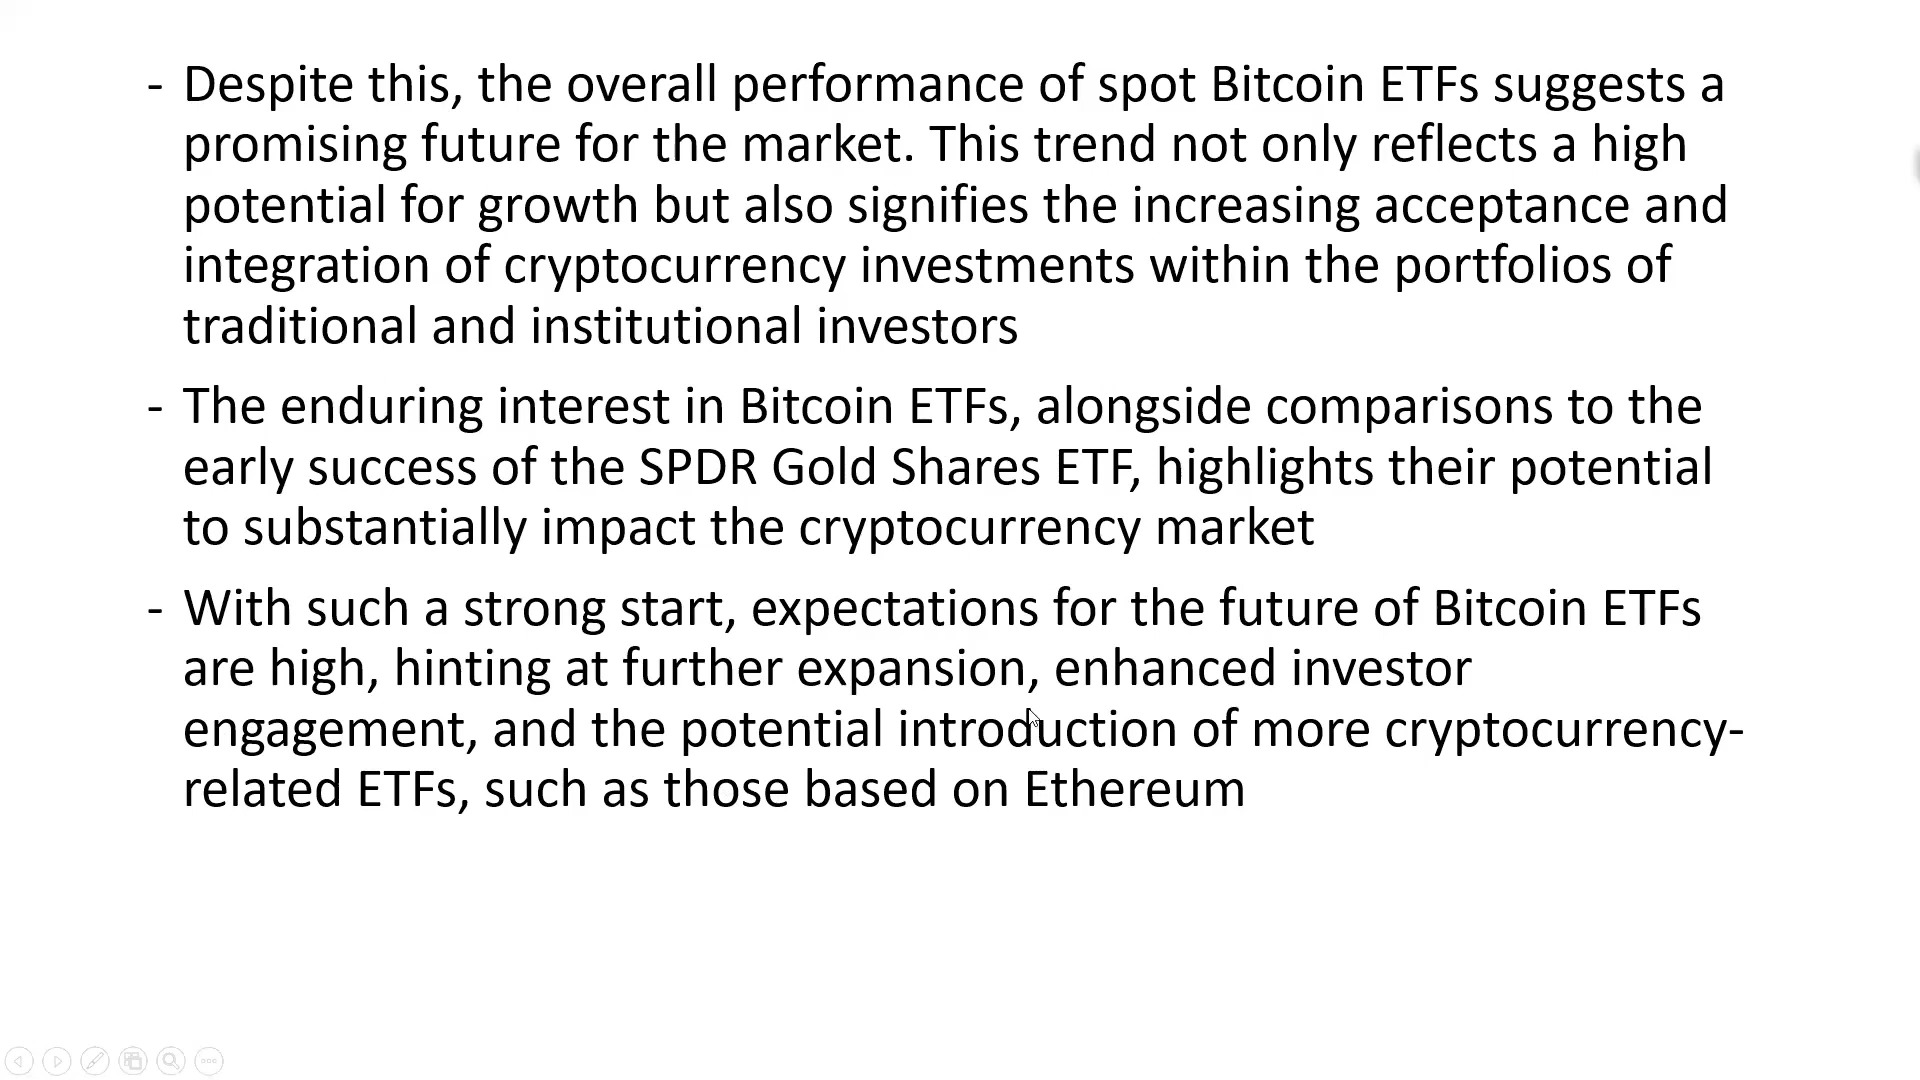 - Despite this, the overall performance of spot Bitcoin ETFs suggests a
promising future for the market. This trend not only reflects a high
potential for growth but also signifies the increasing acceptance and
integration of cryptocurrency investments within the portfolios of
traditional and institutional investors
- The enduring interest in Bitcoin ETFs, alongside comparisons to the
early success of the SPDR Gold Shares ETF, highlights their potential
to substantially impact the cryptocurrency market
- With such a strong start, expectations for the future of Bitcoin ETFs
are high, hinting at further expansion, enhanced investor
engagement, and the potential introduction of more cryptocurrency-
related ETFs, such as those based on Ethereum